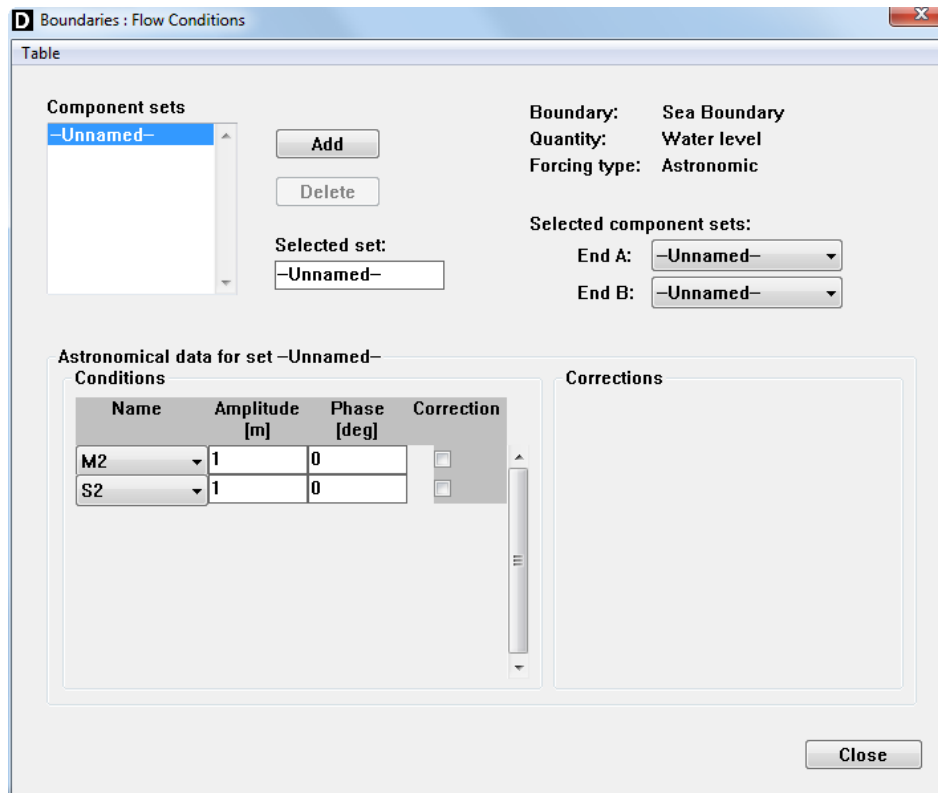 D Boundaries : Flow Conditions
Table
Component sets
–Unnamed–
Add
Delete
Selected set:
–Unnamed–
Boundary: Sea Boundary
Quantity: Water level
Forcing type: Astronomic
Selected component sets:
End A: –Unnamed–
End B: –Unnamed–
Astronomical data for set –Unnamed–
Conditions
Name Amplitude Phase Correction
[m] [deg]
M2 1 0
S2 1 0
Corrections
Close